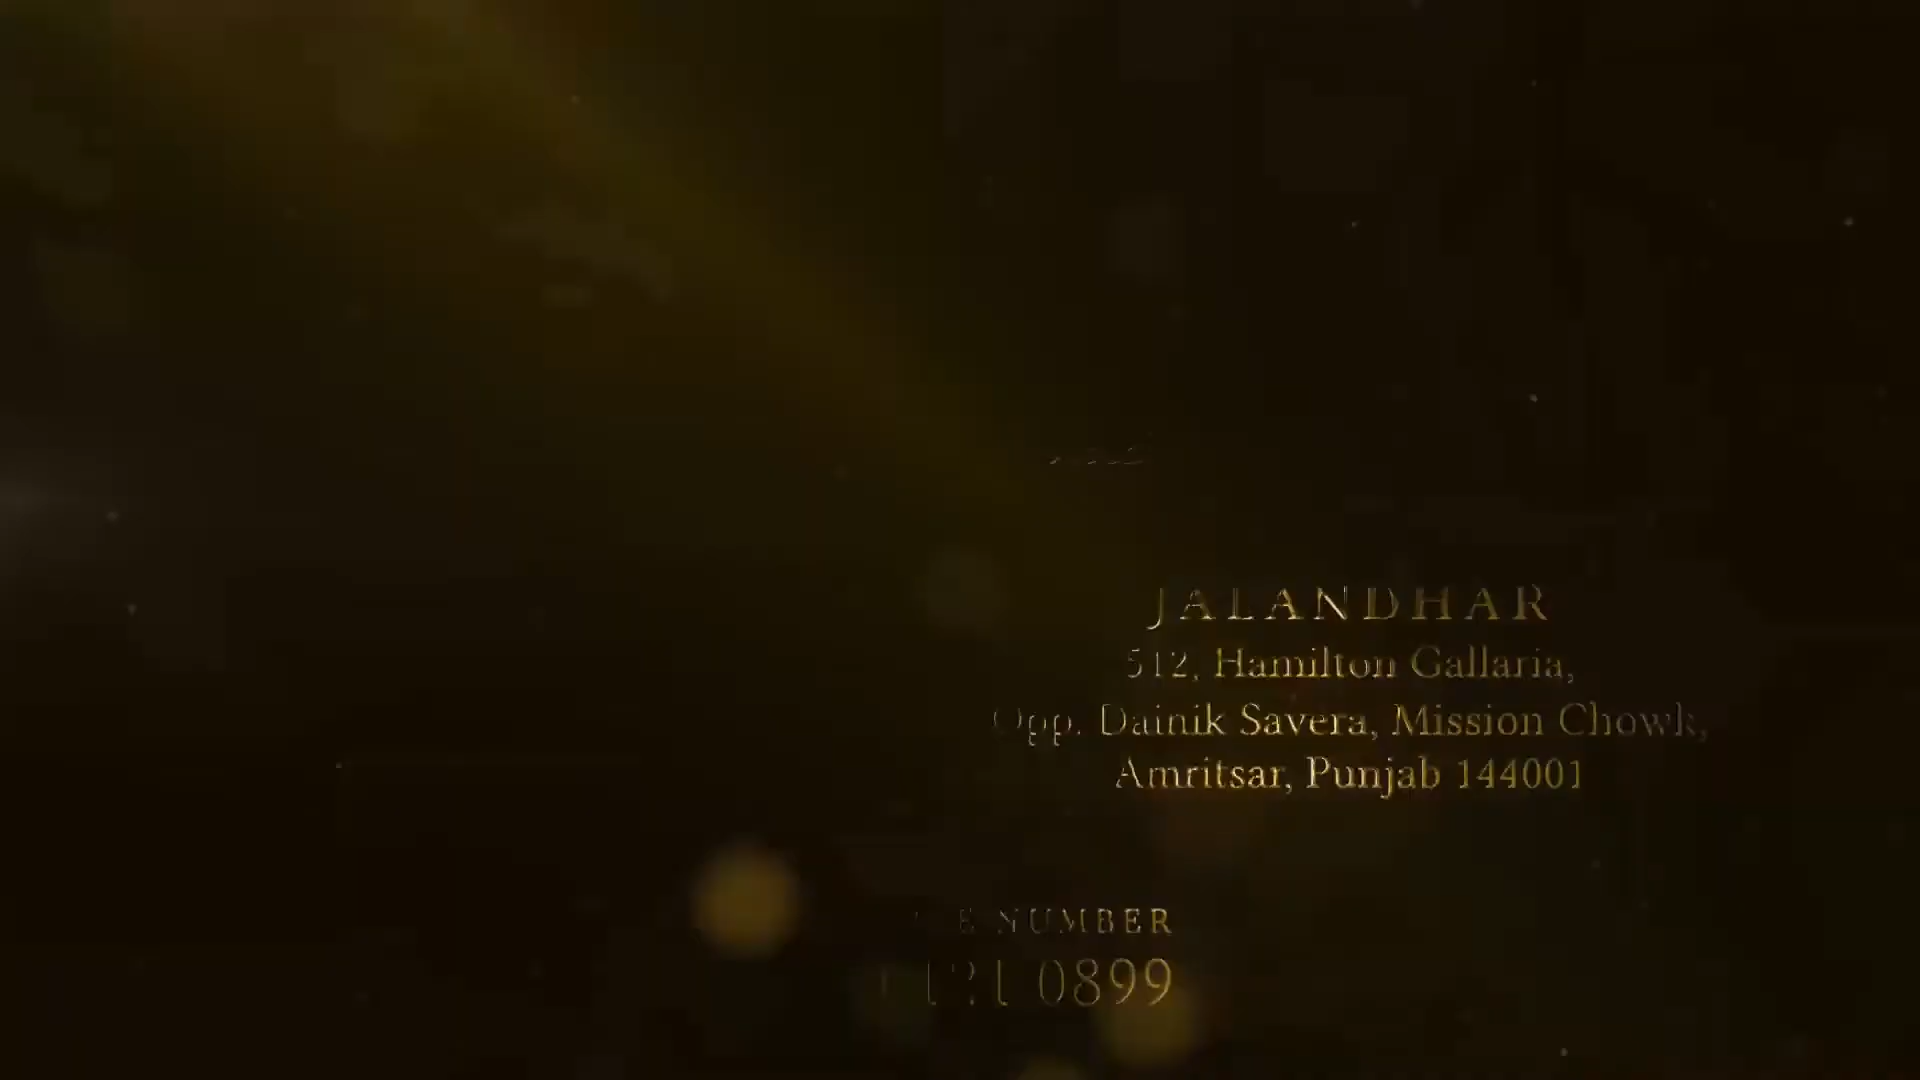 JALANDHAR
512, Hamilton Gallaria,
Opp. Dainik Savera, Mission Chowk,
Amritsar, Punjab 144001
NUMBER
0899